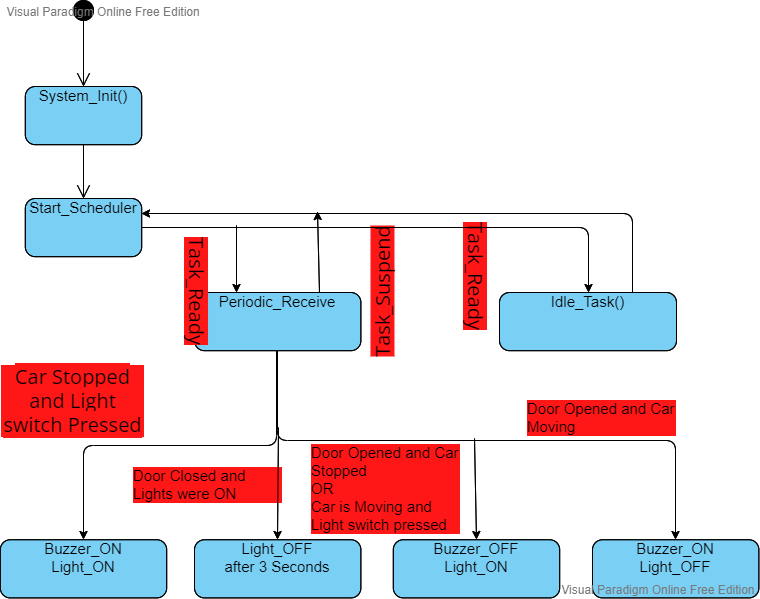 Visual Paradigm Online Free Edition
System_Init()
Start_Scheduler
Task_Ready
Task_Suspend
Task_Ready
Periodic_Receive
Idle_Task()
Car Stopped
and Light
switch Pressed
Door Opened and Car
Moving
Door Closed and
Lights were ON
Door Opened and Car
Stopped
OR
Car is Moving and
Light switch pressed
Buzzer_ON
Light_ON
Light_OFF
after 3 Seconds
Buzzer_OFF
Light_ON
Buzzer_ON
Light_OFF
Visual Paradigm Online Free Edition